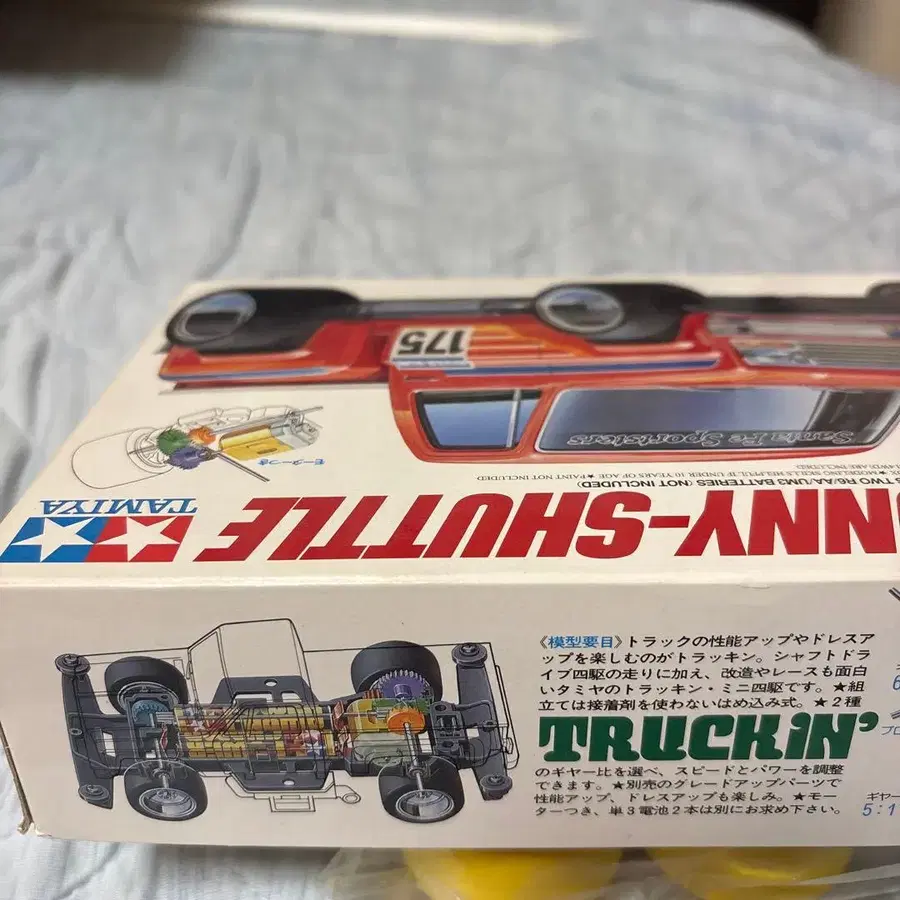 175
Santa Fe Sportsters
モーターつき
★PAINT NOT INCLUDED
TWO R6/AA/UM3 BATTERIES (NOT INCLUDED)
NNY-SHUTTLE
TAMIYA
《模型要目》トラックの性能アップやドレスア
ップを楽しむのがトラッキン。シャフトドラ
イブ四駆の走りに加え、改造やレースも面白
いタミヤのトラッキン・ミニ四駆です。★組
立ては接着剤を使わないはめ込み式。★2種
TRUCKiN'
のギヤー比を選べ、スピードとパワーを調整
できます。★別売のグレードアップパーツで
性能アップ、ドレスアップも楽しみ。★モー
ターつき、単3電池2本は別にお求め下さい。
6
プロ
ギヤー
5:1